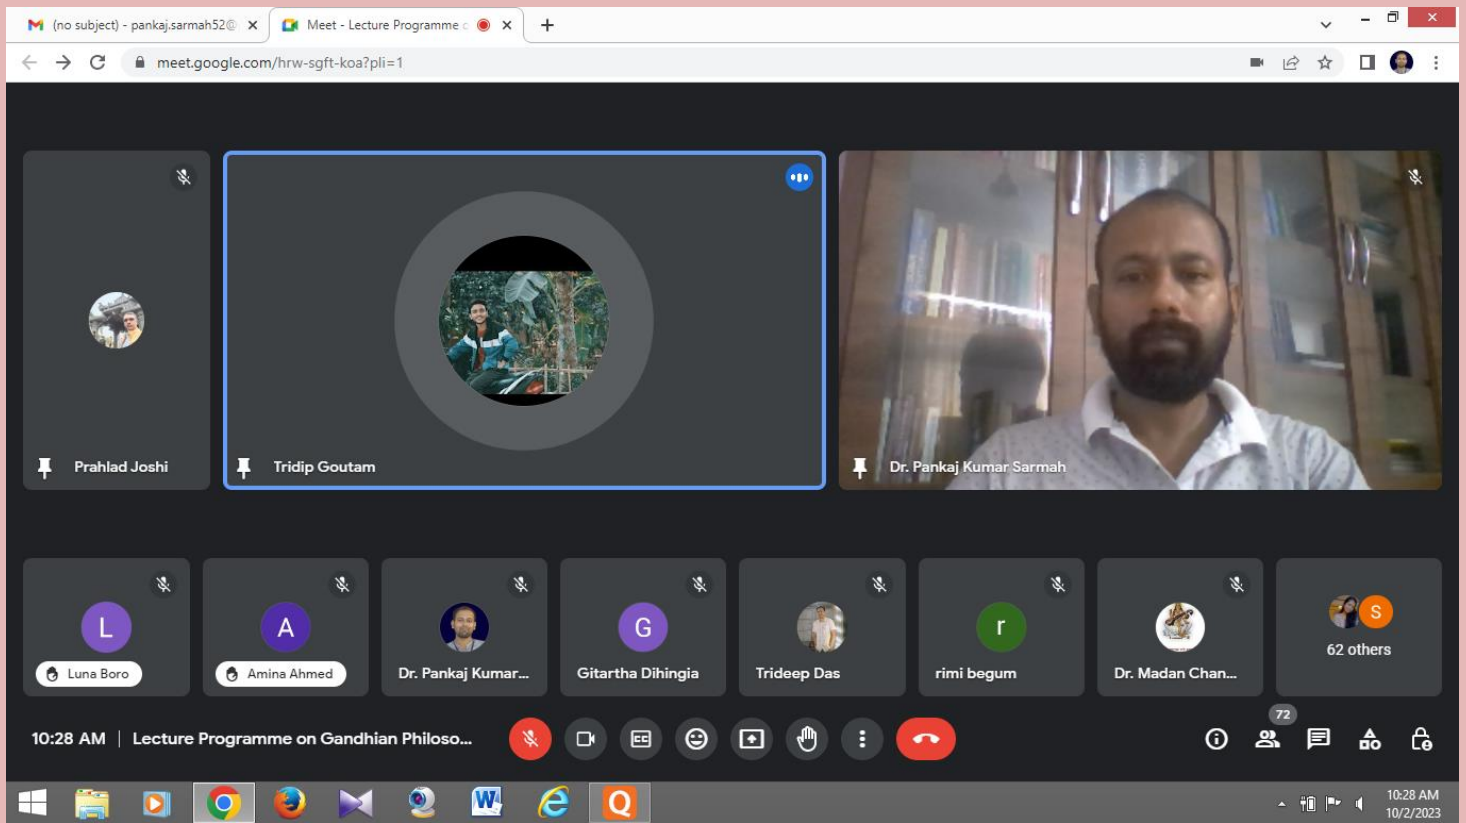 (no subject) - pankaj.sarmah52@
Meet - Lecture Programme
meet.google.com/hrw-sgft-koa?pli=1
Prahlad Joshi
Tridip Goutam
Dr. Pankaj Kumar Sarmah
L
A
G
r
S
Luna Boro
Amina Ahmed
Dr. Pankaj Kumar...
Gitartha Dihingia
Trideep Das
rimi begum
Dr. Madan Chan...
62 others
10:28 AM | Lecture Programme on Gandhian Philoso...
CC
72
W
Q
10:28 AM
10/2/2023